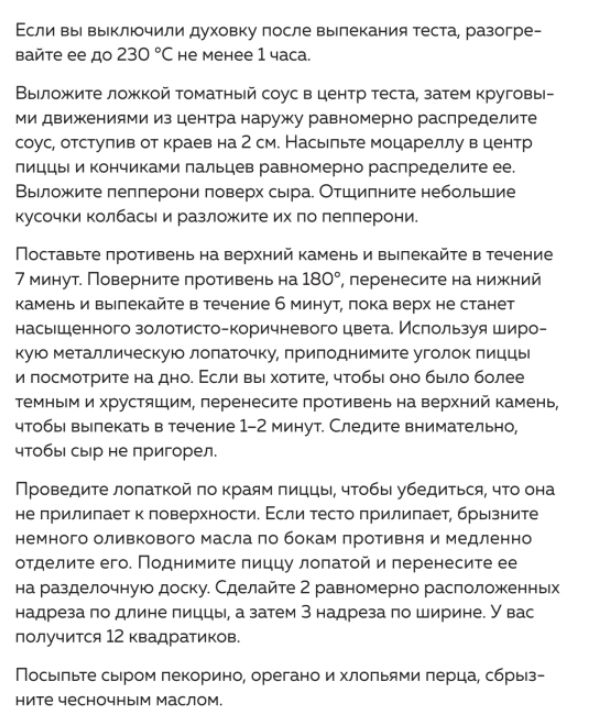 Если вы выключили духовку после выпекания теста, разогре-
вайте ее до 230 °С не менее 1 часа.
Выложите ложкой томатный соус в центр теста, затем круговы-
ми движениями из центра наружу равномерно распределите
соус, отступив от краев на 2 см. Насыпьте моцареллу в центр
пиццы и кончиками пальцев равномерно распределите ее.
Выложите пепперони поверх сыра. Отщипните небольшие
кусочки колбасы и разложите их по пепперони.
Поставьте противень на верхний камень и выпекайте в течение
7 минут. Поверните противень на 180°, перенесите на нижний
камень и выпекайте в течение 6 минут, пока верх не станет
насыщенного золотисто-коричневого цвета. Используя широ-
кую металлическую лопаточку, приподнимите уголок пиццы
и посмотрите на дно. Если вы хотите, чтобы оно было более
темным и хрустящим, перенесите противень на верхний камень,
чтобы выпекать в течение 1–2 минут. Следите внимательно,
чтобы сыр не пригорел.
Проведите лопаткой по краям пиццы, чтобы убедиться, что она
не прилипает к поверхности. Если тесто прилипает, брызните
немного оливкового масла по бокам противня и медленно
отделите его. Поднимите пиццу лопатой и перенесите ее
на разделочную доску. Сделайте 2 равномерно расположенных
надреза по длине пиццы, а затем 3 надреза по ширине. У вас
получится 12 квадратиков.
Посыпьте сыром пекорино, орегано и хлопьями перца, сбрыз-
ните чесночным маслом.